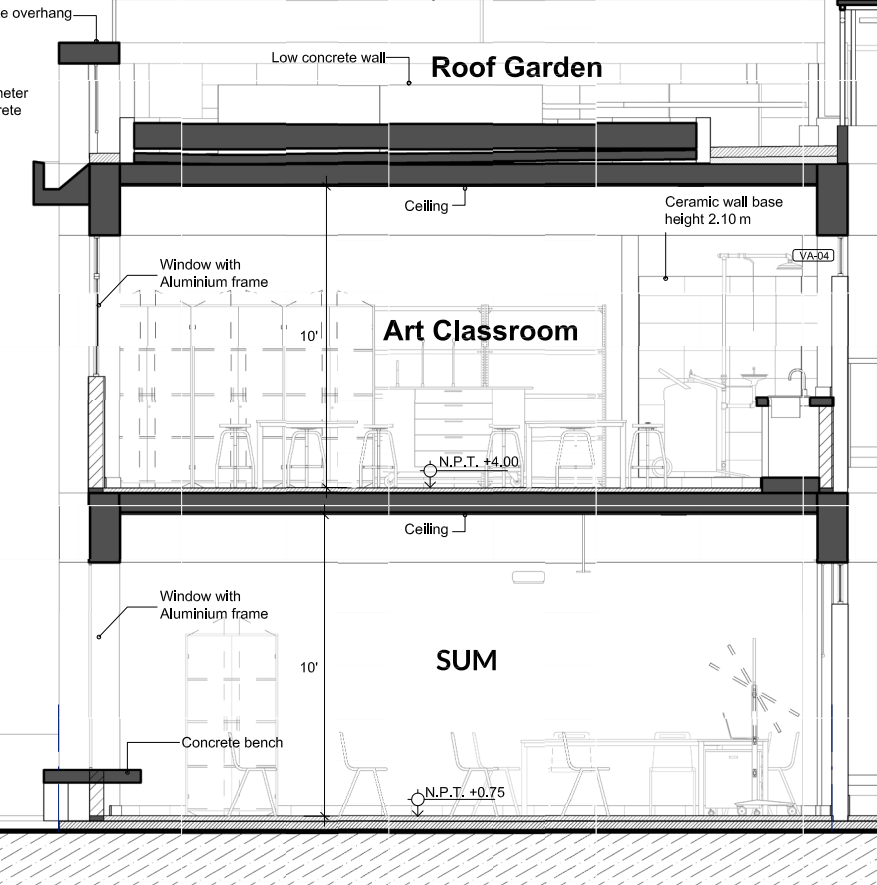 e overhang
Low concrete wall
Roof Garden
neter
rete
Ceiling
Ceramic wall base
height 2.10 m
VA-04
Window with
Aluminium frame
10'
Art Classroom
N.P.T. +4.00
Ceiling
Window with
Aluminium frame
10'
SUM
Concrete bench
N.P.T. +0.75